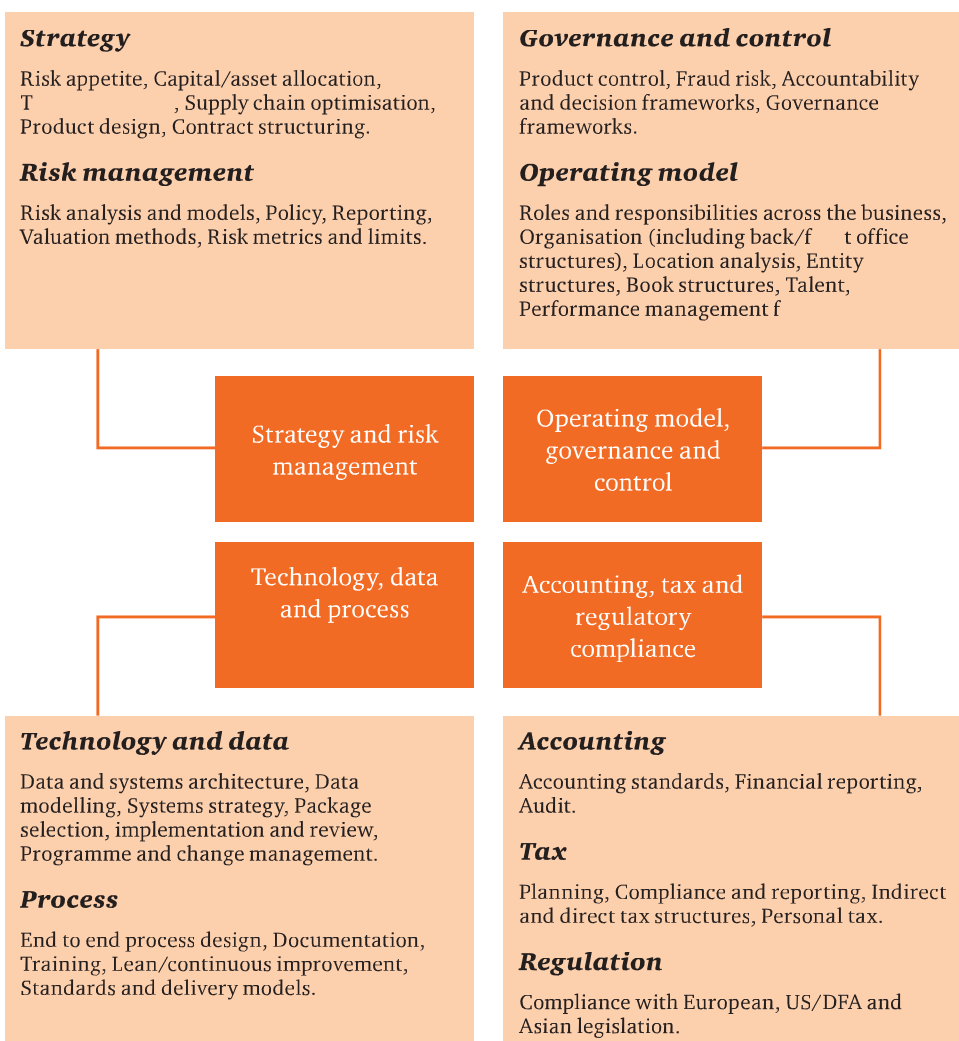 Strategy
Risk appetite, Capital/asset allocation,
T , Supply chain optimisation,
Product design, Contract structuring.
Risk management
Risk analysis and models, Policy, Reporting,
Valuation methods, Risk metrics and limits.
Governance and control
Product control, Fraud risk, Accountability
and decision frameworks, Governance
frameworks.
Operating model
Roles and responsibilities across the business,
Organisation (including back/f t office
structures), Location analysis, Entity
structures, Book structures, Talent,
Performance management f
Strategy and risk
management
Operating model,
governance and
control
Technology, data
and process
Accounting, tax and
regulatory
compliance
Technology and data
Data and systems architecture, Data
modelling, Systems strategy, Package
selection, implementation and review,
Programme and change management.
Process
End to end process design, Documentation,
Training, Lean/continuous improvement,
Standards and delivery models.
Accounting
Accounting standards, Financial reporting,
Audit.
Tax
Planning, Compliance and reporting, Indirect
and direct tax structures, Personal tax.
Regulation
Compliance with European, US/DFA and
Asian legislation.